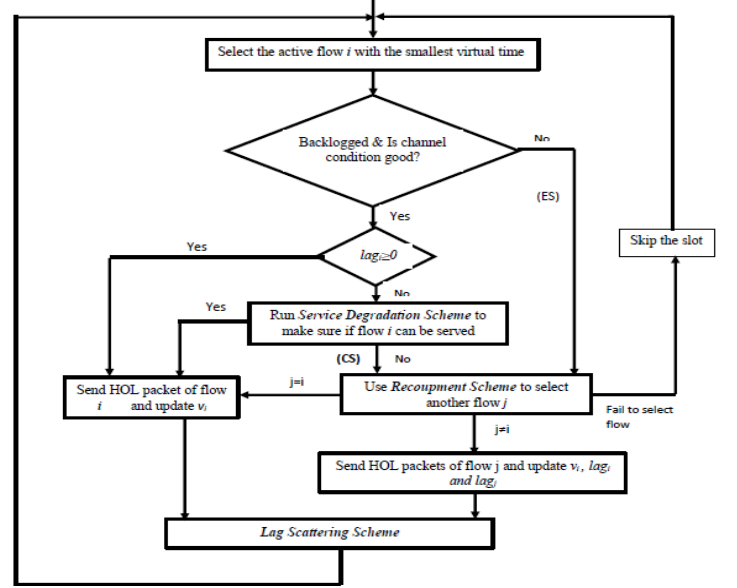 Select the active flow i with the smallest virtual time
Backlogged & Is channel
condition good?
No
(ES)
Yes
Skip the slot
Yes
lagᵢ≥0
No
Yes
Run Service Degradation Scheme to
make sure if flow i can be served
(CS) No
Send HOL packet of flow
i and update vᵢ
j=i
Use Recoupment Scheme to select
another flow j
Fail to select
flow
j≠i
Send HOL packets of flow j and update vᵢ, lagᵢ
and lagⱼ
Lag Scattering Scheme